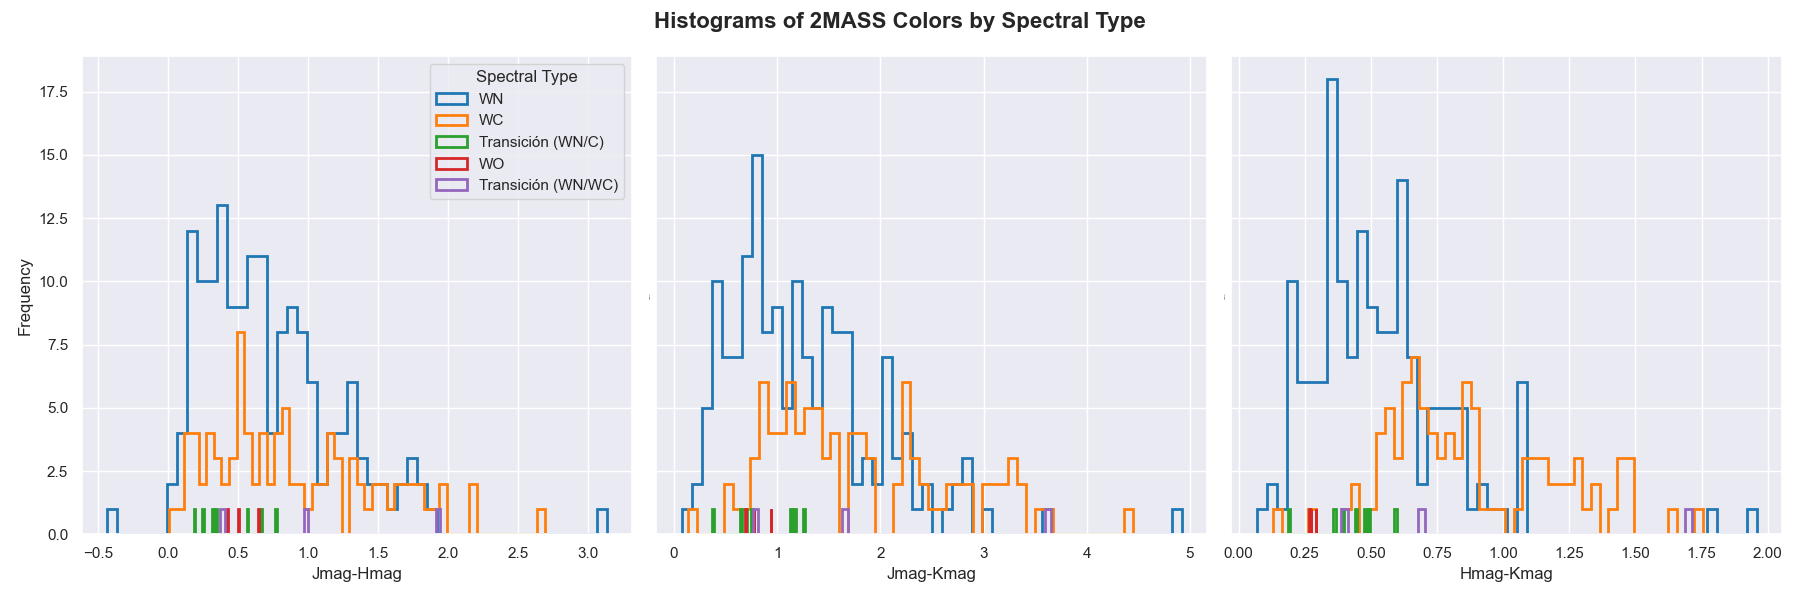 Histograms of 2MASS Colors by Spectral Type
Frequency
17.5
15.0
12.5
10.0
7.5
5.0
2.5
0.0
Spectral Type
WN
WC
Transición (WN/C)
WO
Transición (WN/WC)
−0.5 0.0 0.5 1.0 1.5 2.0 2.5 3.0
Jmag-Hmag
0 1 2 3 4 5
Jmag-Kmag
0.00 0.25 0.50 0.75 1.00 1.25 1.50 1.75 2.00
Hmag-Kmag